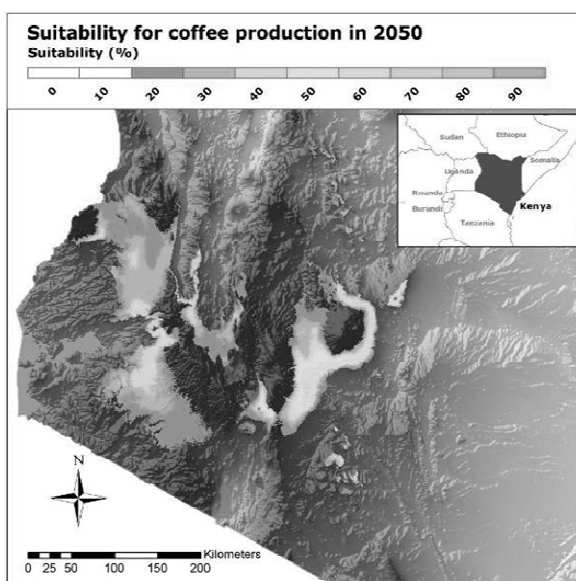 Suitability for coffee production in 2050
Suitability (%)
0 10 20 30 40 50 60 70 80 90
Sudan
Ethiopia
Somalia
Uganda
Rwanda
Kenya
Burundi
Tanzania
N
Kilometers
0 25 50 100 150 200